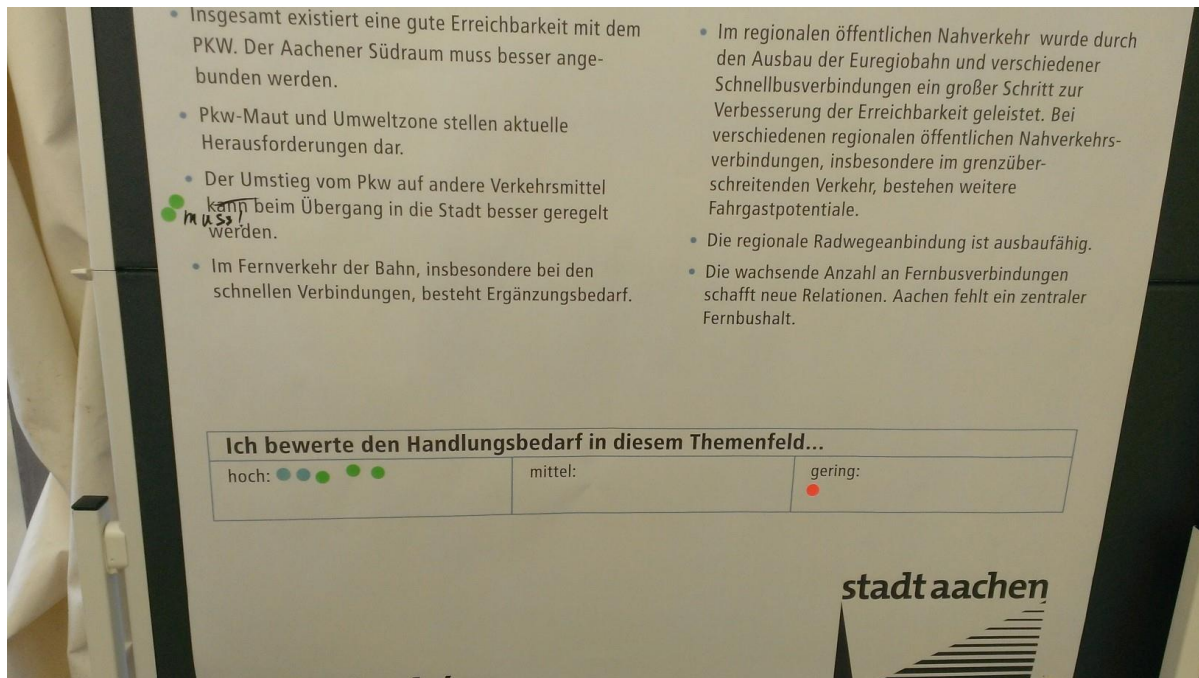 Insgesamt existiert eine gute Erreichbarkeit mit dem
PKW. Der Aachener Südraum muss besser ange-
bunden werden.
Pkw-Maut und Umweltzone stellen aktuelle
Herausforderungen dar.
Der Umstieg vom Pkw auf andere Verkehrsmittel
kann beim Übergang in die Stadt besser geregelt
muss!
werden.
Im Fernverkehr der Bahn, insbesondere bei den
schnellen Verbindungen, besteht Ergänzungsbedarf.
Im regionalen öffentlichen Nahverkehr wurde durch
den Ausbau der Euregiobahn und verschiedener
Schnellbusverbindungen ein großer Schritt zur
Verbesserung der Erreichbarkeit geleistet. Bei
verschiedenen regionalen öffentlichen Nahverkehrs-
verbindungen, insbesondere im grenzüber-
schreitenden Verkehr, bestehen weitere
Fahrgastpotentiale.
Die regionale Radwegeanbindung ist ausbaufähig.
Die wachsende Anzahl an Fernbusverbindungen
schafft neue Relationen. Aachen fehlt ein zentraler
Fernbushalt.
Ich bewerte den Handlungsbedarf in diesem Themenfeld...
hoch:
mittel:
gering:
stadt aachen